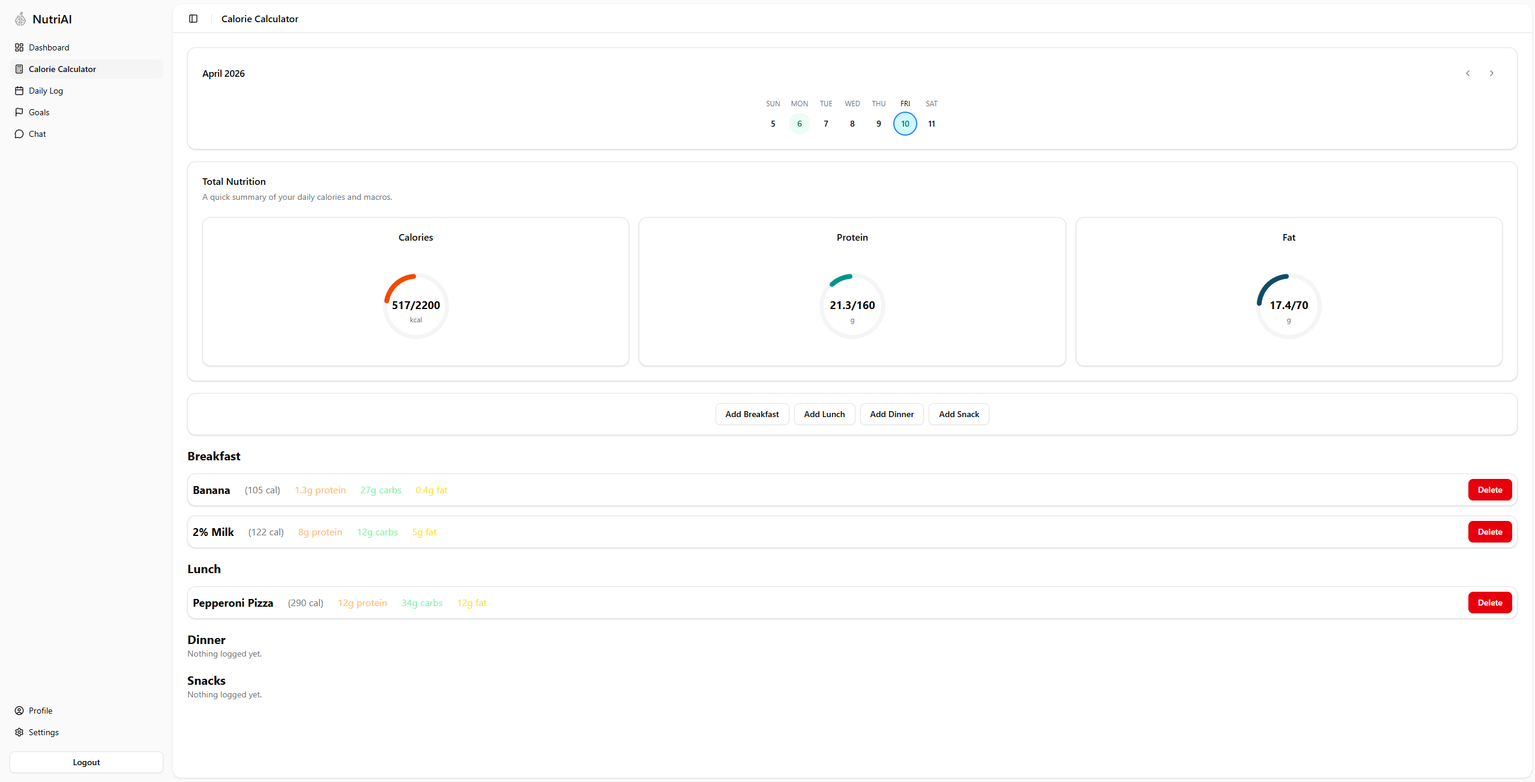 NutriAI
Dashboard
Calorie Calculator
Daily Log
Goals
Chat
Profile
Settings
Logout
Calorie Calculator
April 2026
SUN MON TUE WED THU FRI SAT
5 6 7 8 9 10 11
Total Nutrition
A quick summary of your daily calories and macros.
Calories
517/2200
kcal
Protein
21.3/160
g
Fat
17.4/70
g
Add Breakfast Add Lunch Add Dinner Add Snack
Breakfast
Banana (105 cal) 1.3g protein 27g carbs 0.4g fat Delete
2% Milk (122 cal) 8g protein 12g carbs 5g fat Delete
Lunch
Pepperoni Pizza (290 cal) 12g protein 34g carbs 12g fat Delete
Dinner
Nothing logged yet.
Snacks
Nothing logged yet.